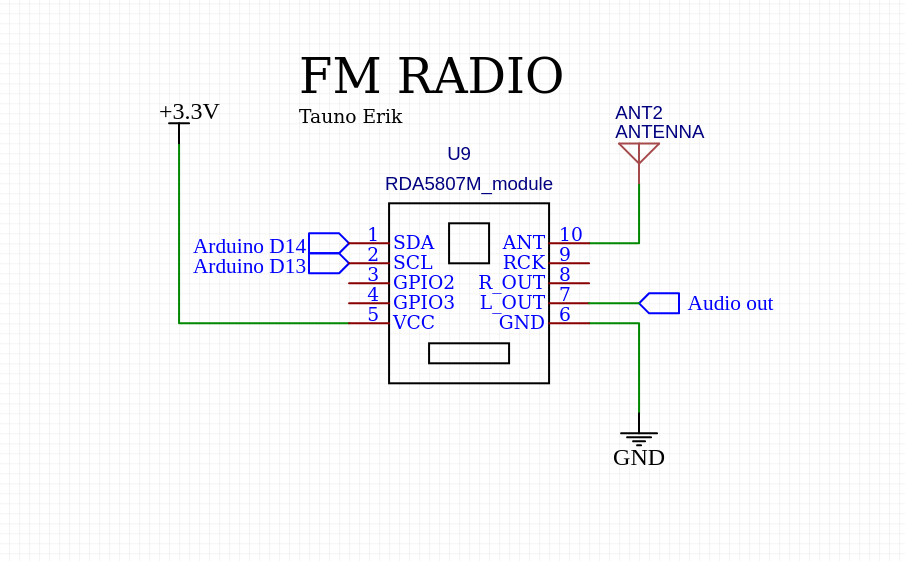 FM RADIO
Tauno Erik
+3.3V
ANT2
ANTENNA
U9
RDA5807M_module
Arduino D14
Arduino D13
1 SDA ANT 10
2 SCL RCK 9
3 GPIO2 R_OUT 8
4 GPIO3 L_OUT 7
5 VCC GND 6
Audio out
GND